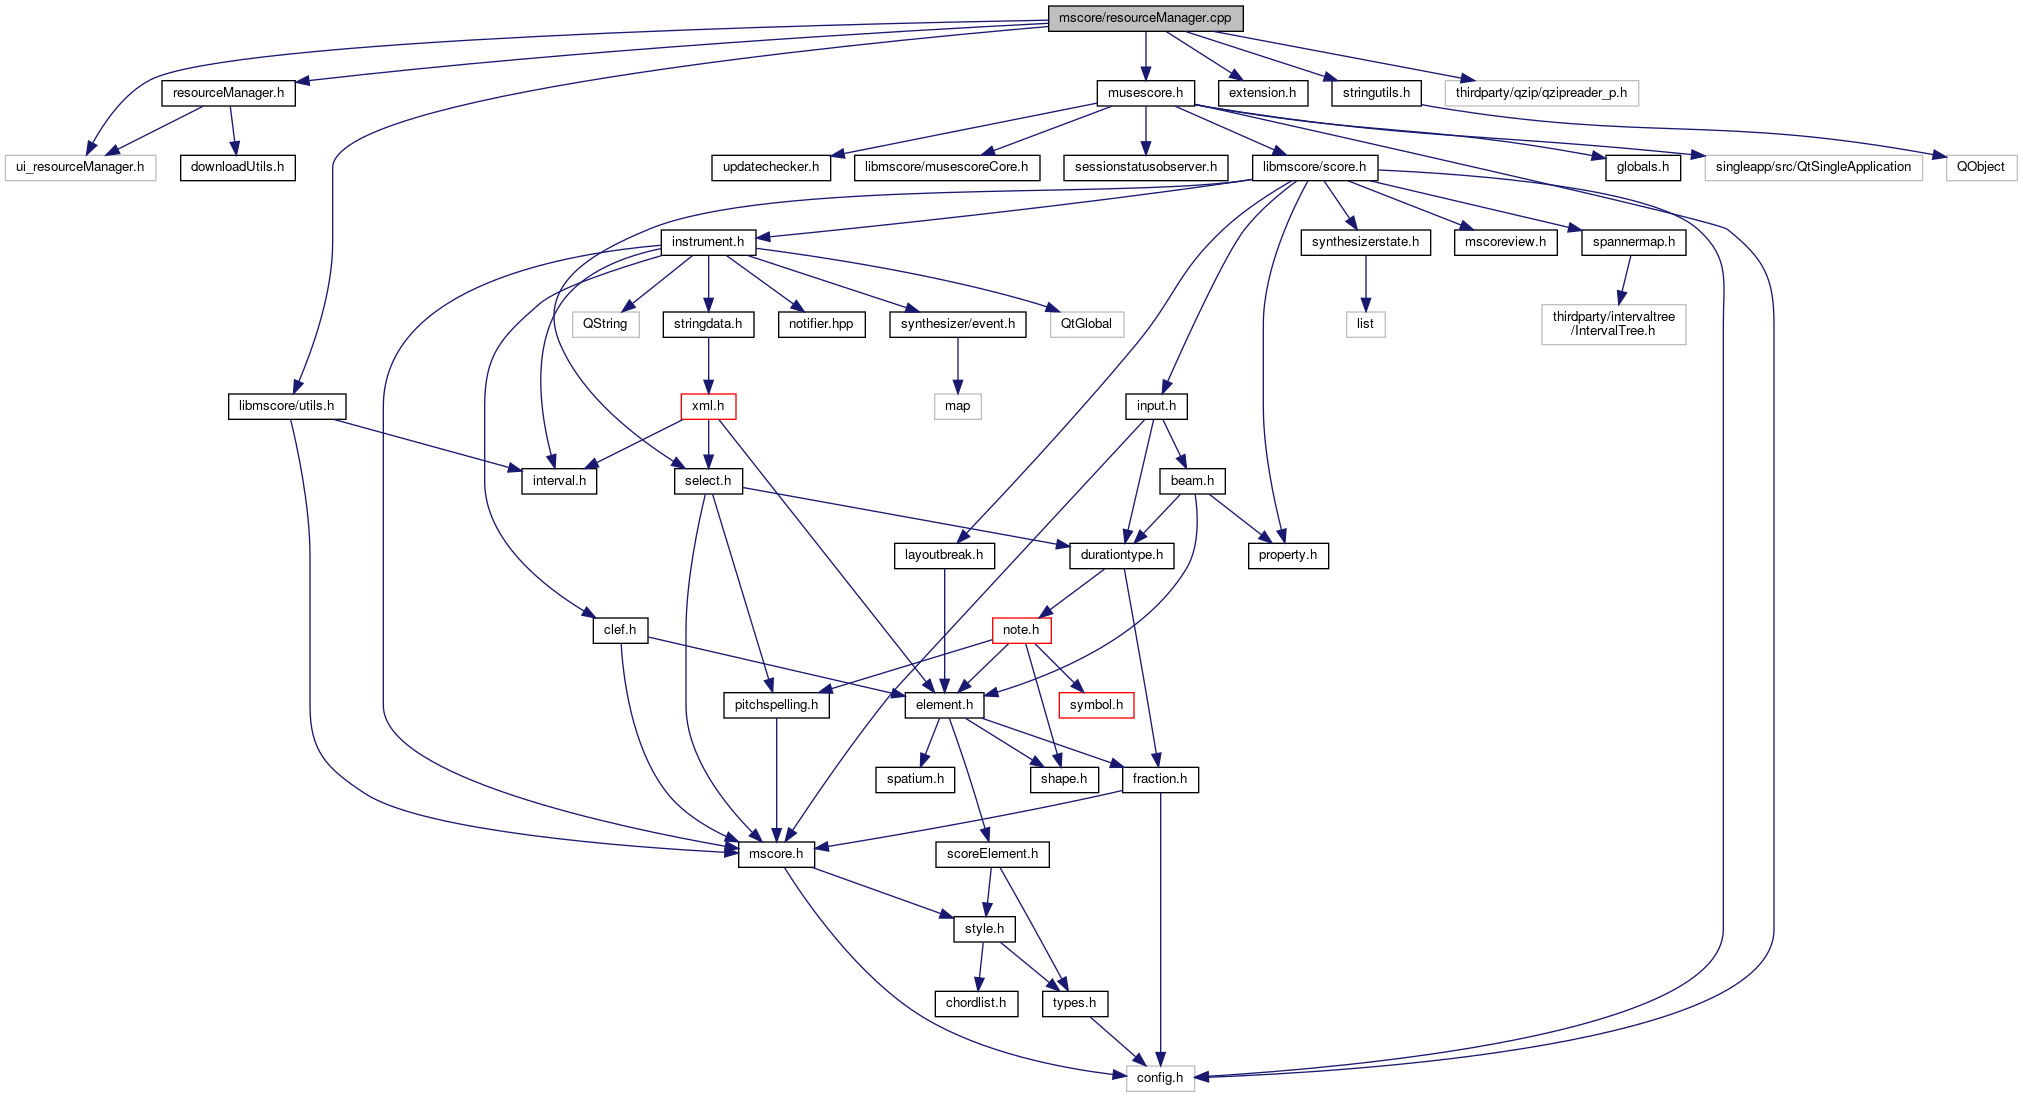 mscore/resourceManager.cpp
resourceManager.h
musescore.h
extension.h
stringutils.h
thirdparty/qzip/qzipreader_p.h
ui_resourceManager.h
downloadUtils.h
updatechecker.h
libmscore/musescoreCore.h
sessionstatusobserver.h
libmscore/score.h
globals.h
singleapp/src/QtSingleApplication
QObject
instrument.h
synthesizerstate.h
mscoreview.h
spannermap.h
QString
stringdata.h
notifier.hpp
synthesizer/event.h
QtGlobal
list
thirdparty/intervaltree
/IntervalTree.h
libmscore/utils.h
xml.h
map
input.h
interval.h
select.h
beam.h
layoutbreak.h
durationtype.h
property.h
clef.h
note.h
pitchspelling.h
element.h
symbol.h
spatium.h
shape.h
fraction.h
mscore.h
scoreElement.h
style.h
chordlist.h
types.h
config.h